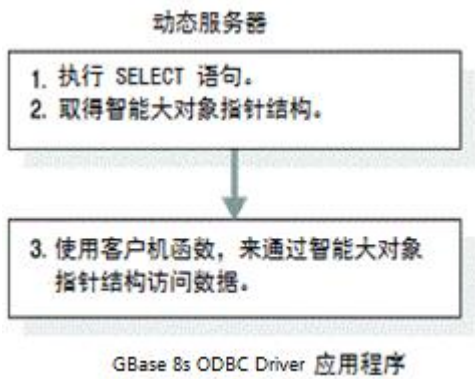 动态服务器
1. 执行 SELECT 语句。
2. 取得智能大对象指针结构。
3. 使用客户机函数，来通过智能大对象
指针结构访问数据。
GBase 8s ODBC Driver 应用程序